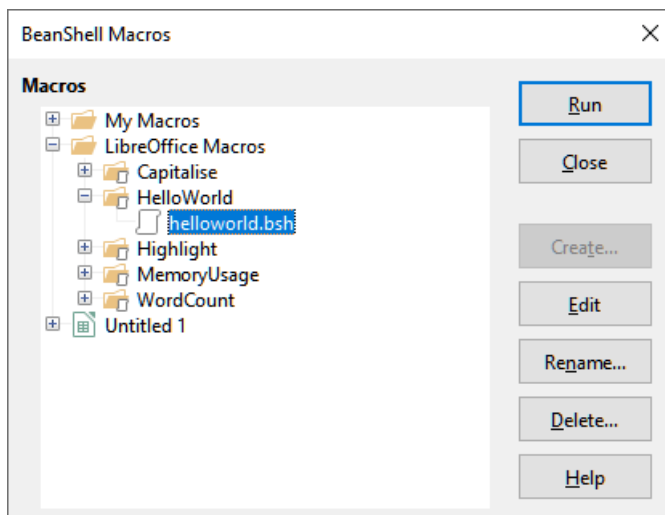 BeanShell Macros
Macros
My Macros
LibreOffice Macros
Capitalise
HelloWorld
helloworld.bsh
Highlight
MemoryUsage
WordCount
Untitled 1
Run
Close
Create...
Edit
Rename...
Delete...
Help